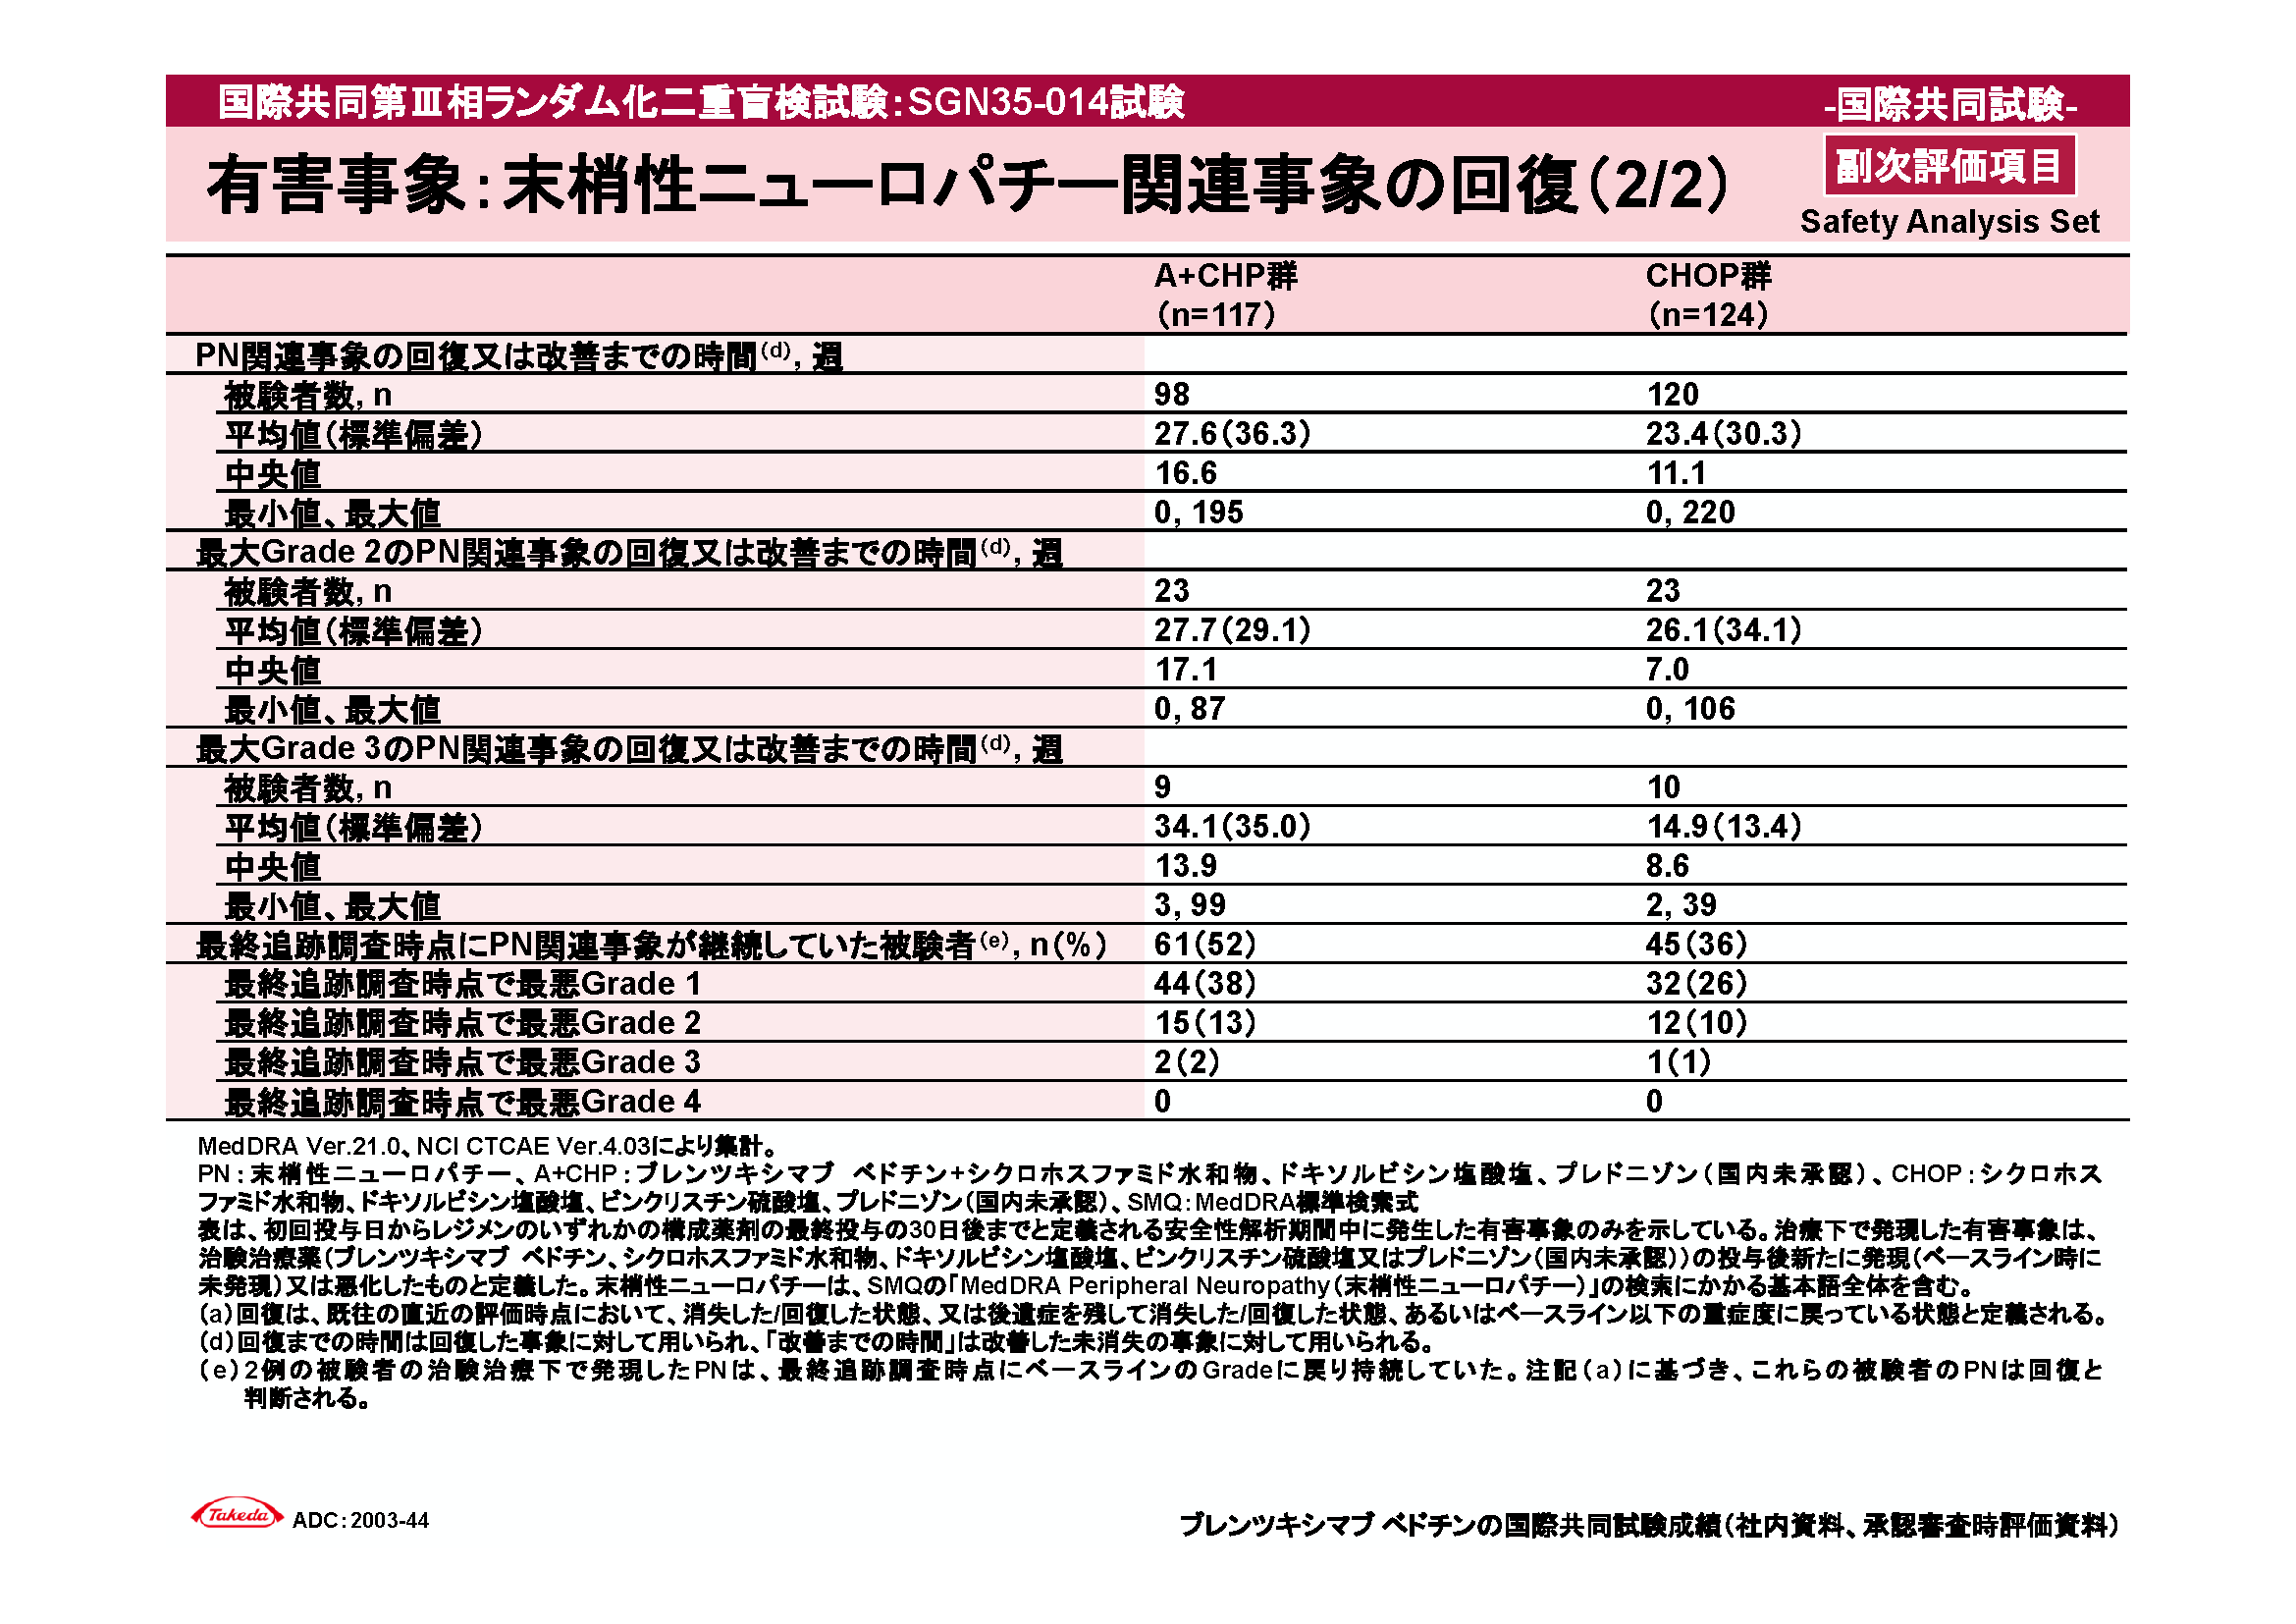 国際共同第Ⅲ相ランダム化二重盲検試験：SGN35-014試験
-国際共同試験-
有害事象：末梢性ニューロパチー関連事象の回復（2/2）
副次評価項目
Safety Analysis Set
A+CHP群 CHOP群
（n=117） （n=124）
PN関連事象の回復又は改善までの時間（d）, 週
被験者数, n 98 120
平均値（標準偏差） 27.6（36.3） 23.4（30.3）
中央値 16.6 11.1
最小値、最大値 0, 195 0, 220
最大Grade 2のPN関連事象の回復又は改善までの時間（d）, 週
被験者数, n 23 23
平均値（標準偏差） 27.7（29.1） 26.1（34.1）
中央値 17.1 7.0
最小値、最大値 0, 87 0, 106
最大Grade 3のPN関連事象の回復又は改善までの時間（d）, 週
被験者数, n 9 10
平均値（標準偏差） 34.1（35.0） 14.9（13.4）
中央値 13.9 8.6
最小値、最大値 3, 99 2, 39
最終追跡調査時点にPN関連事象が継続していた被験者（e）, n（%） 61（52） 45（36）
最終追跡調査時点で最悪Grade 1 44（38） 32（26）
最終追跡調査時点で最悪Grade 2 15（13） 12（10）
最終追跡調査時点で最悪Grade 3 2（2） 1（1）
最終追跡調査時点で最悪Grade 4 0 0
MedDRA Ver.21.0、NCI CTCAE Ver.4.03により集計。
PN：末梢性ニューロパチー、A+CHP：ブレンツキシマブ　ベドチン+シクロホスファミド水和物、ドキソルビシン塩酸塩、プレドニゾン（国内未承認）、CHOP：シクロホス
ファミド水和物、ドキソルビシン塩酸塩、ビンクリスチン硫酸塩、プレドニゾン（国内未承認）、SMQ：MedDRA標準検索式
表は、初回投与日からレジメンのいずれかの構成薬剤の最終投与の30日後までと定義される安全性解析期間中に発生した有害事象のみを示している。治療下で発現した有害事象は、
治験治療薬（ブレンツキシマブ ベドチン、シクロホスファミド水和物、ドキソルビシン塩酸塩、ビンクリスチン硫酸塩又はプレドニゾン（国内未承認））の投与後新たに発現（ベースライン時に
未発現）又は悪化したものと定義した。末梢性ニューロパチーは、SMQの「MedDRA Peripheral Neuropathy（末梢性ニューロパチー）」の検索にかかる基本語全体を含む。
（a）回復は、既往の直近の評価時点において、消失した/回復した状態、又は後遺症を残して消失した/回復した状態、あるいはベースライン以下の重症度に戻っている状態と定義される。
（d）回復までの時間は回復した事象に対して用いられ、「改善までの時間」は改善した未消失の事象に対して用いられる。
（e）2例の被験者の治験治療下で発現したPNは、最終追跡調査時点にベースラインのGradeに戻り持続していた。注記（a）に基づき、これらの被験者のPNは回復と
判断される。
Takeda ADC：2003-44
ブレンツキシマブ ベドチンの国際共同試験成績（社内資料、承認審査時評価資料）